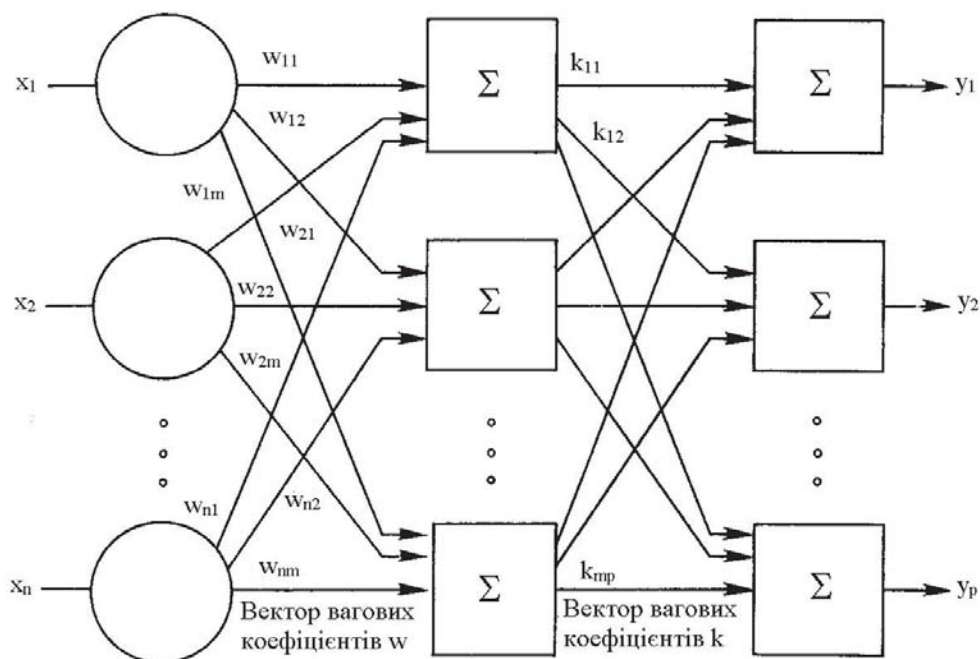 x₁ w₁₁ Σ k₁₁ Σ y₁
w₁₂ k₁₂
w₁ₘ
w₂₁
x₂ w₂₂ Σ Σ y₂
w₂ₘ
wₙ₁ wₙ₂
xₙ wₙₘ Σ kₘₚ Σ yₚ
Вектор вагових
коефіцієнтів w
Вектор вагових
коефіцієнтів k